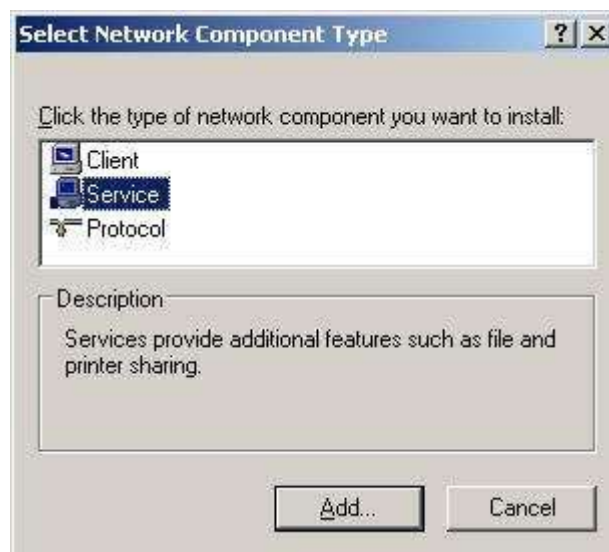 Select Network Component Type
Click the type of network component you want to install:
Client
Service
Protocol
Description
Services provide additional features such as file and
printer sharing.
Add...
Cancel